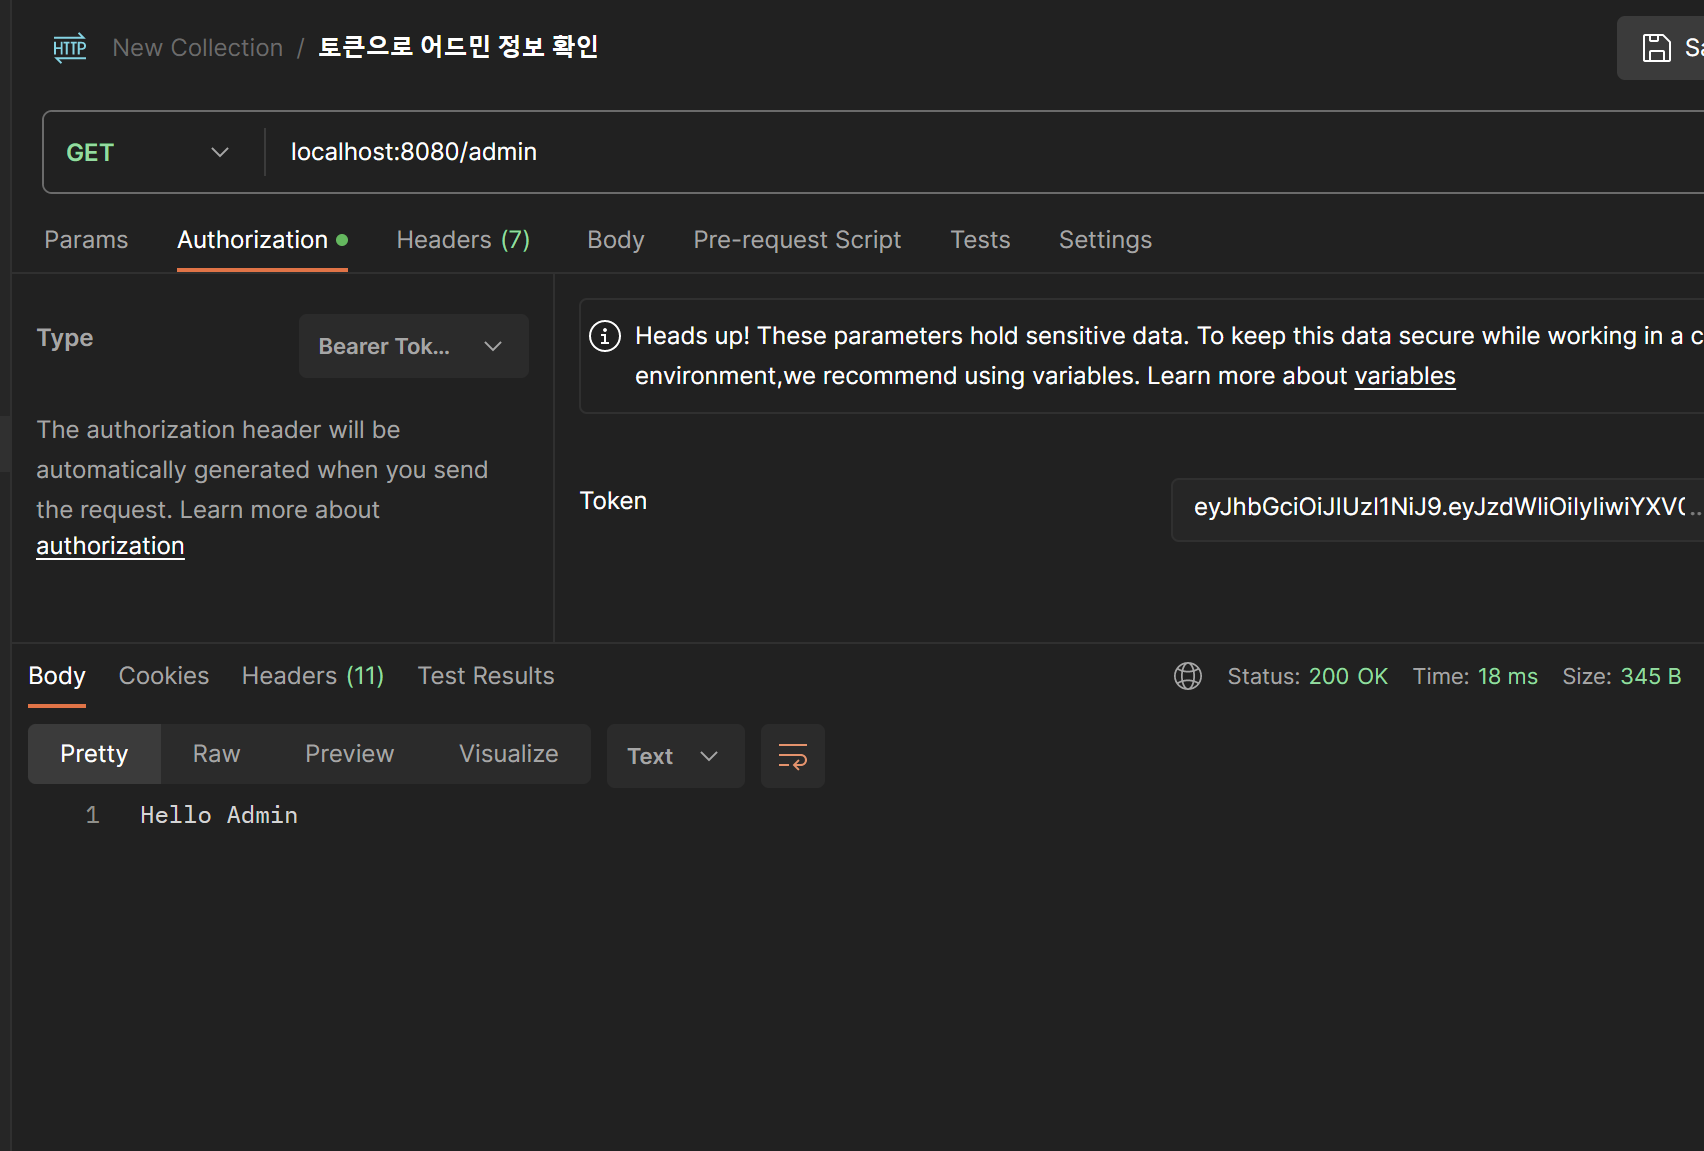 HTTP New Collection / 토큰으로 어드민 정보 확인
GET localhost:8080/admin
Params Authorization Headers (7) Body Pre-request Script Tests Settings
Type Bearer Tok...
The authorization header will be
automatically generated when you send
the request. Learn more about
authorization
Heads up! These parameters hold sensitive data. To keep this data secure while working in a c
environment,we recommend using variables. Learn more about variables
Token
Body Cookies Headers (11) Test Results Status: 200 OK Time: 18 ms Size: 345 B
Pretty Raw Preview Visualize Text
1 Hello Admin